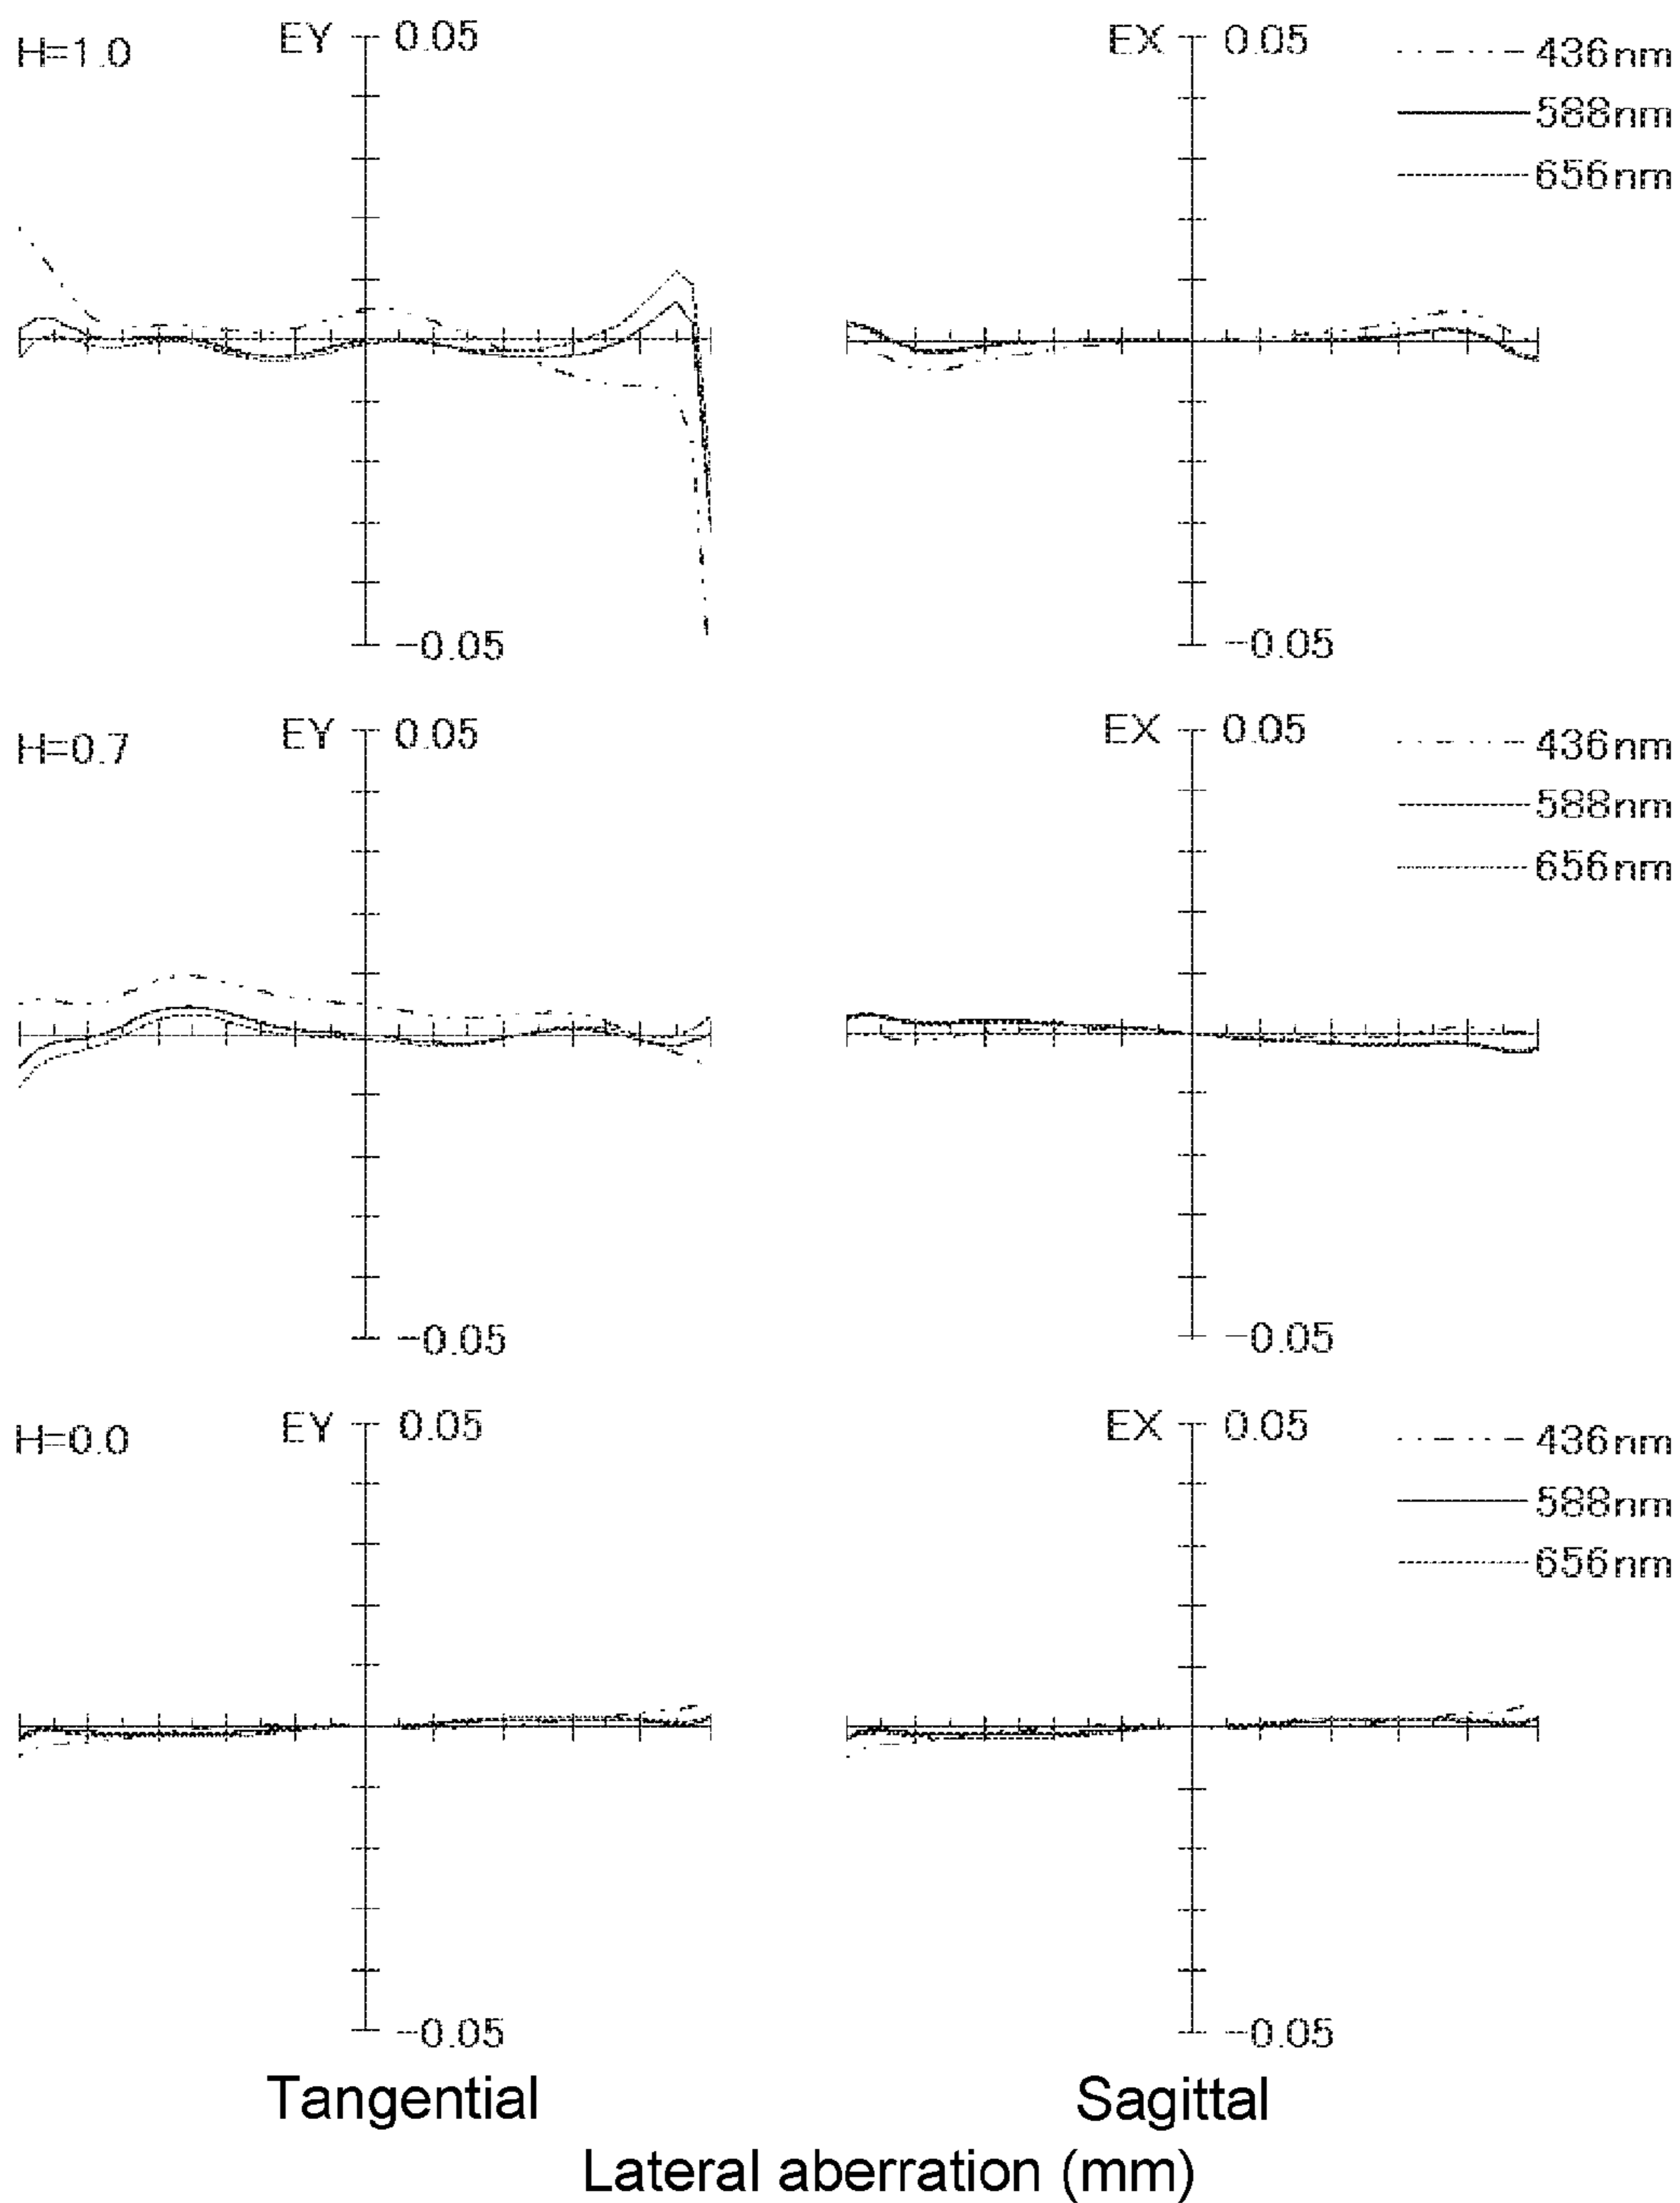 H=1.0
EY 0.05
-0.05
EX 0.05
-0.05
436nm
588nm
656nm
H=0.7
EY 0.05
-0.05
EX 0.05
-0.05
436nm
588nm
656nm
H=0.0
EY 0.05
-0.05
EX 0.05
-0.05
436nm
588nm
656nm
Tangential
Sagittal
Lateral aberration (mm)